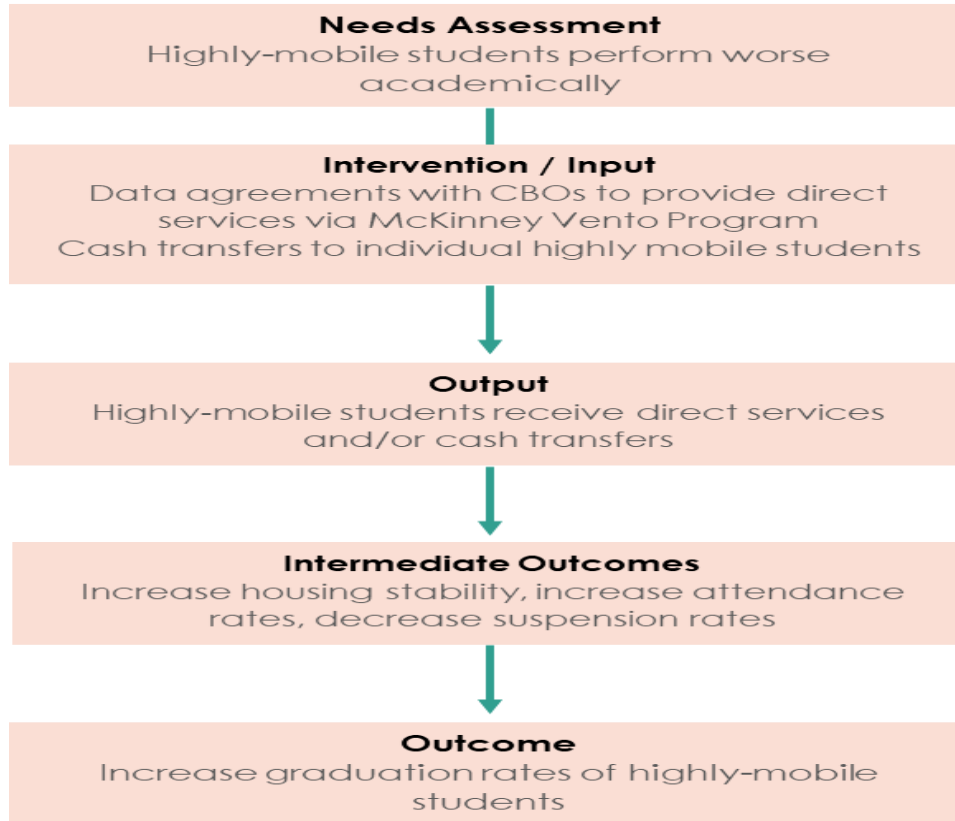 Needs Assessment
Highly-mobile students perform worse
academically
Intervention / Input
Data agreements with CBOs to provide direct
services via McKinney Vento Program
Cash transfers to individual highly mobile students
Output
Highly-mobile students receive direct services
and/or cash transfers
Intermediate Outcomes
Increase housing stability, increase attendance
rates, decrease suspension rates
Outcome
Increase graduation rates of highly-mobile
students